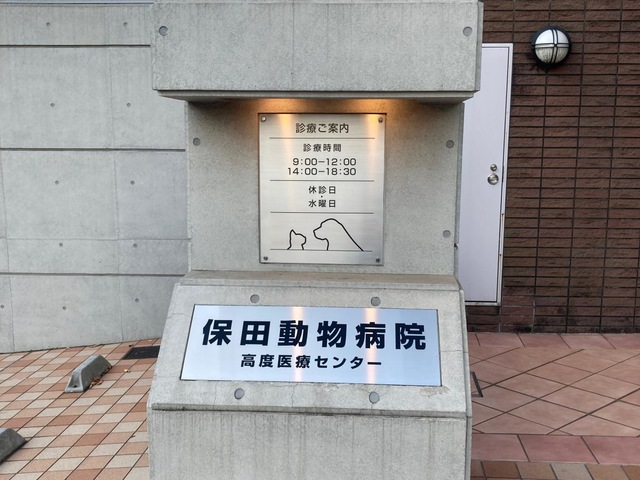 診療ご案内
診療時間
9:00-12:00
14:00-18:30
休診日
・
水曜日
保田動物病院
高度医療センター